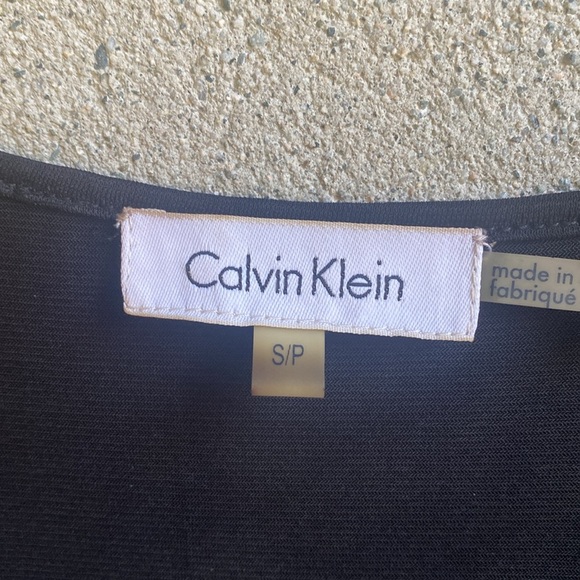 Calvin Klein
S/P
made in
fabriqué